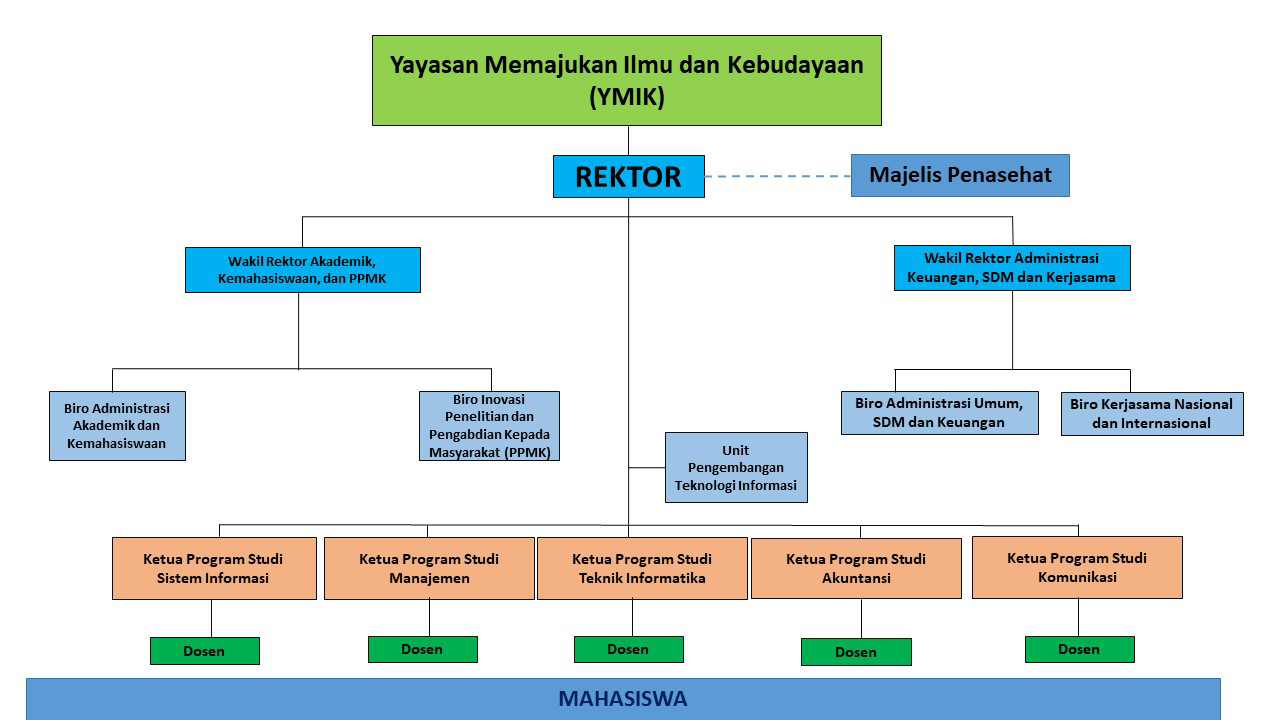 Yayasan Memajukan Ilmu dan Kebudayaan
(YMIK)
REKTOR
Majelis Penasehat
Wakil Rektor Akademik,
Kemahasiswaan, dan PPMK
Wakil Rektor Administrasi
Keuangan, SDM dan Kerjasama
Biro Administrasi
Akademik dan
Kemahasiswaan
Biro Inovasi
Penelitian dan
Pengabdian Kepada
Masyarakat (PPMK)
Biro Administrasi Umum,
SDM dan Keuangan
Biro Kerjasama Nasional
dan Internasional
Unit
Pengembangan
Teknologi Informasi
Ketua Program Studi
Sistem Informasi
Ketua Program Studi
Manajemen
Ketua Program Studi
Teknik Informatika
Ketua Program Studi
Akuntansi
Ketua Program Studi
Komunikasi
Dosen
Dosen
Dosen
Dosen
Dosen
MAHASISWA